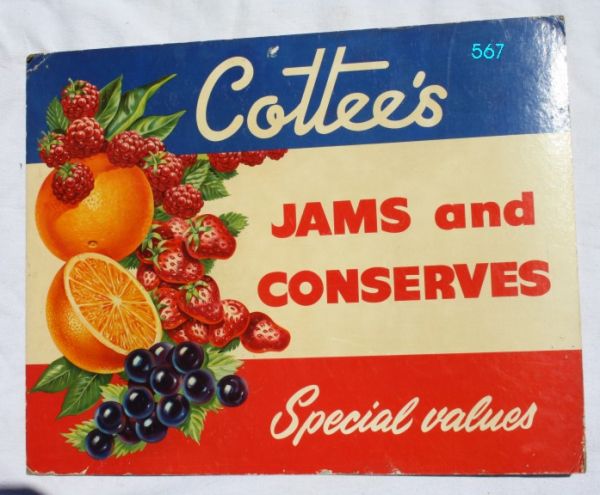 567
Cottee's
JAMS and
CONSERVES
Special values